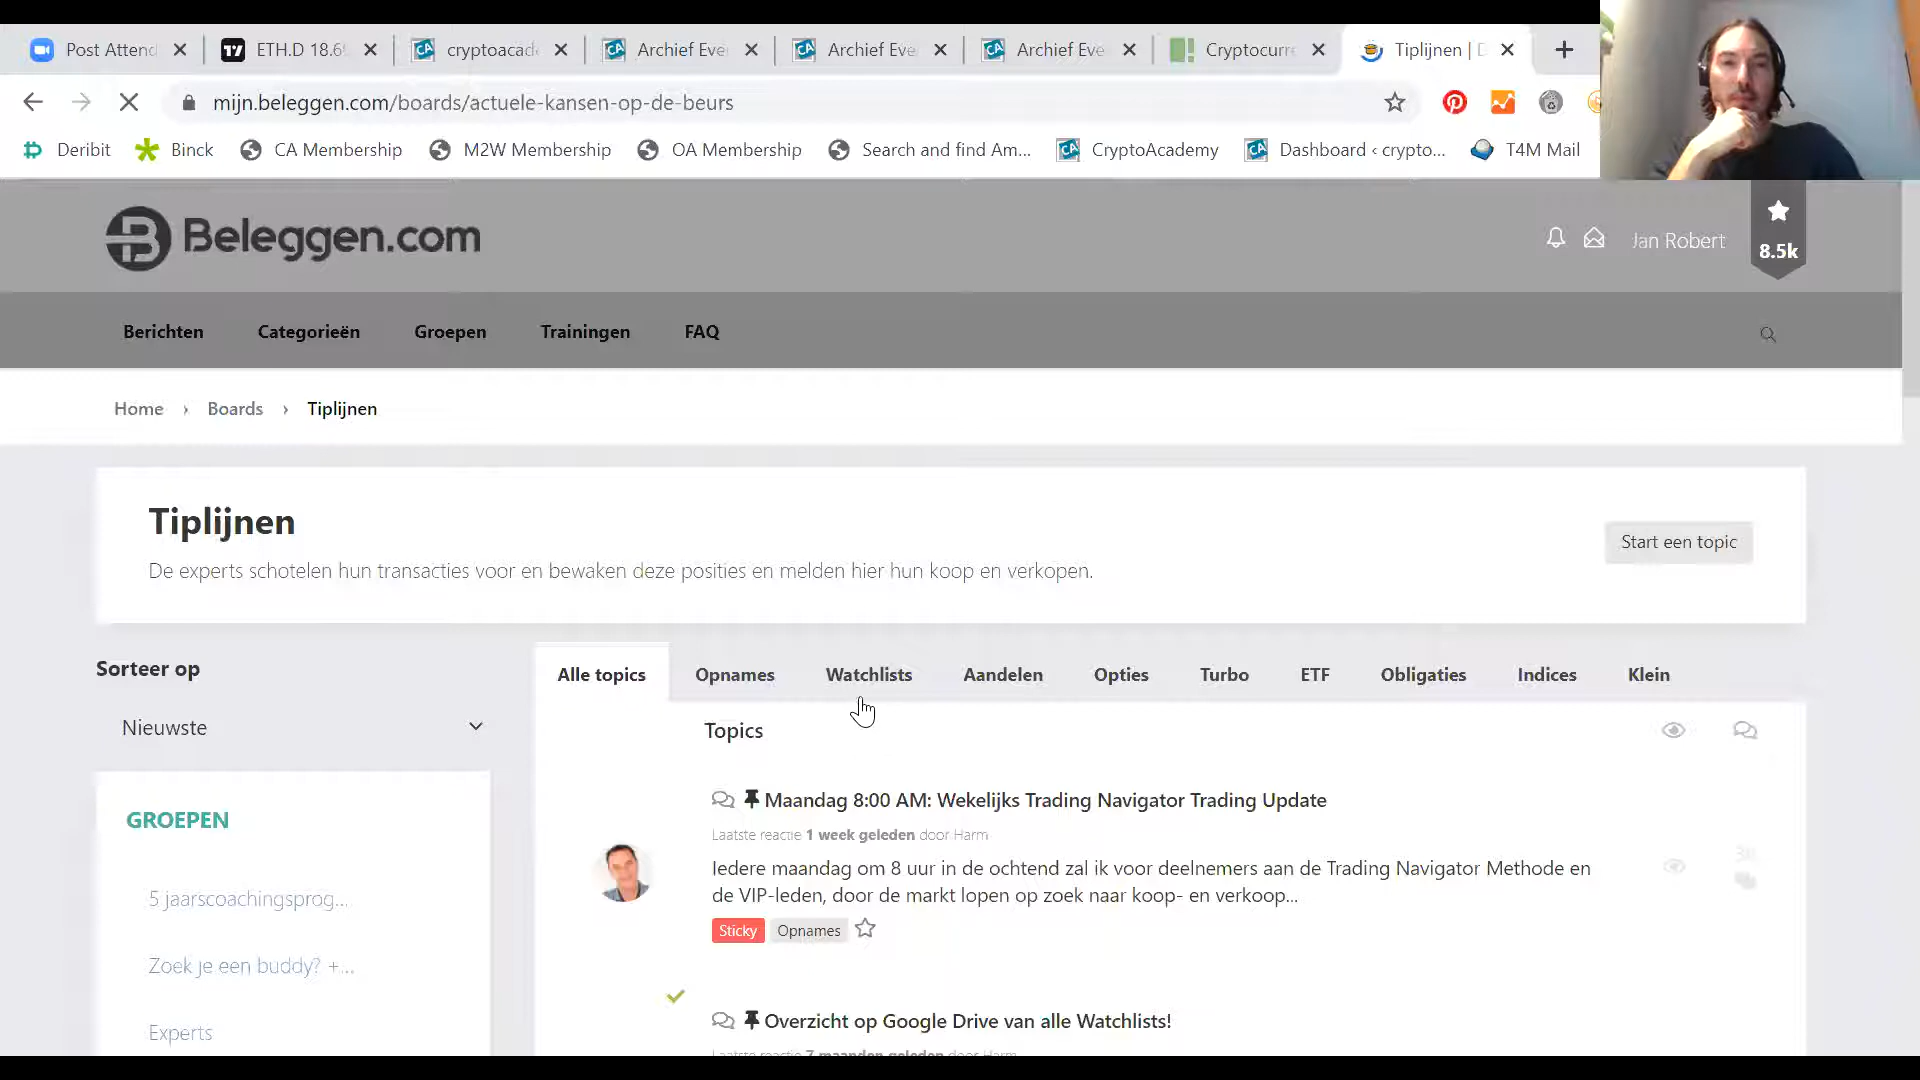 Post Attend
ETH.D 18.6
cryptoacad
Archief Eve
Archief Eve
Archief Eve
Cryptocurre
Tiplijnen | D
mijn.beleggen.com/boards/actuele-kansen-op-de-beurs
Deribit
Binck
CA Membership
M2W Membership
OA Membership
Search and find Am...
CryptoAcademy
Dashboard ‹ crypto...
T4M Mail
Beleggen.com
Jan Robert
8.5k
Berichten
Categorieën
Groepen
Trainingen
FAQ
Home › Boards › Tiplijnen
Tiplijnen
De experts schotelen hun transacties voor en bewaken deze posities en melden hier hun koop en verkopen.
Start een topic
Sorteer op
Nieuwste
GROEPEN
5 jaarscoachingsprog...
Zoek je een buddy? +...
Experts
Alle topics
Opnames
Watchlists
Aandelen
Opties
Turbo
ETF
Obligaties
Indices
Klein
Topics
Maandag 8:00 AM: Wekelijks Trading Navigator Trading Update
Laatste reactie 1 week geleden door Harm
Iedere maandag om 8 uur in de ochtend zal ik voor deelnemers aan de Trading Navigator Methode en
de VIP-leden, door de markt lopen op zoek naar koop- en verkoop...
Sticky
Opnames
Overzicht op Google Drive van alle Watchlists!
Laatste reactie 7 maanden geleden door Harm